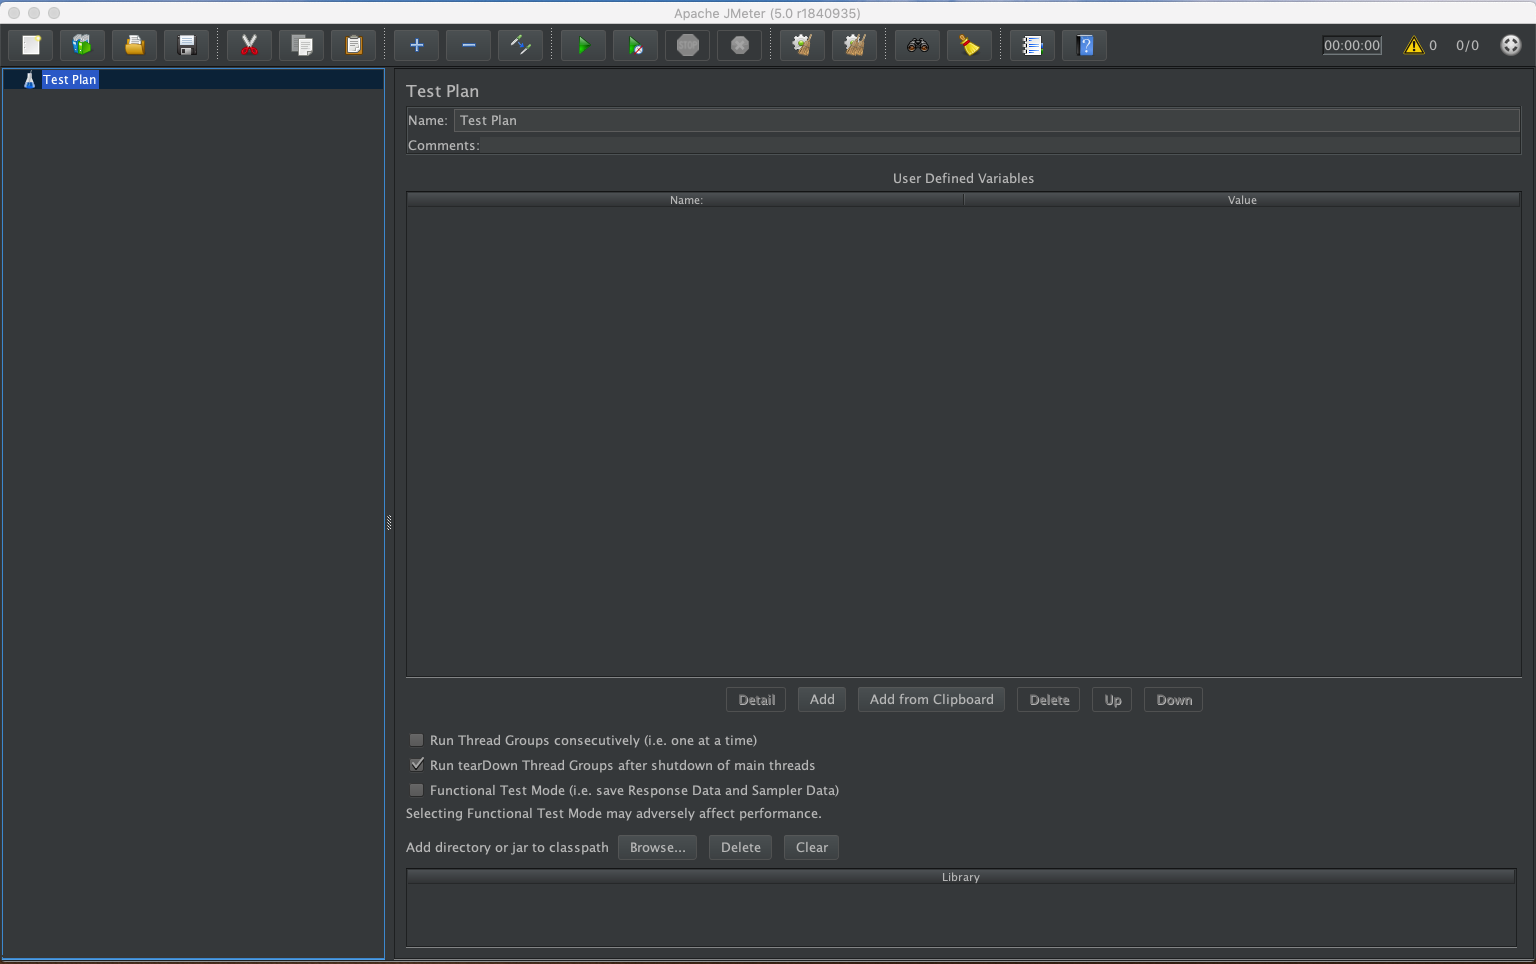 Apache JMeter (5.0 r1840935)
STOP
00:00:00 0 0/0
Test Plan
Test Plan
Name: Test Plan
Comments:
User Defined Variables
Name: Value
Detail Add Add from Clipboard Delete Up Down
Run Thread Groups consecutively (i.e. one at a time)
Run tearDown Thread Groups after shutdown of main threads
Functional Test Mode (i.e. save Response Data and Sampler Data)
Selecting Functional Test Mode may adversely affect performance.
Add directory or jar to classpath Browse... Delete Clear
Library